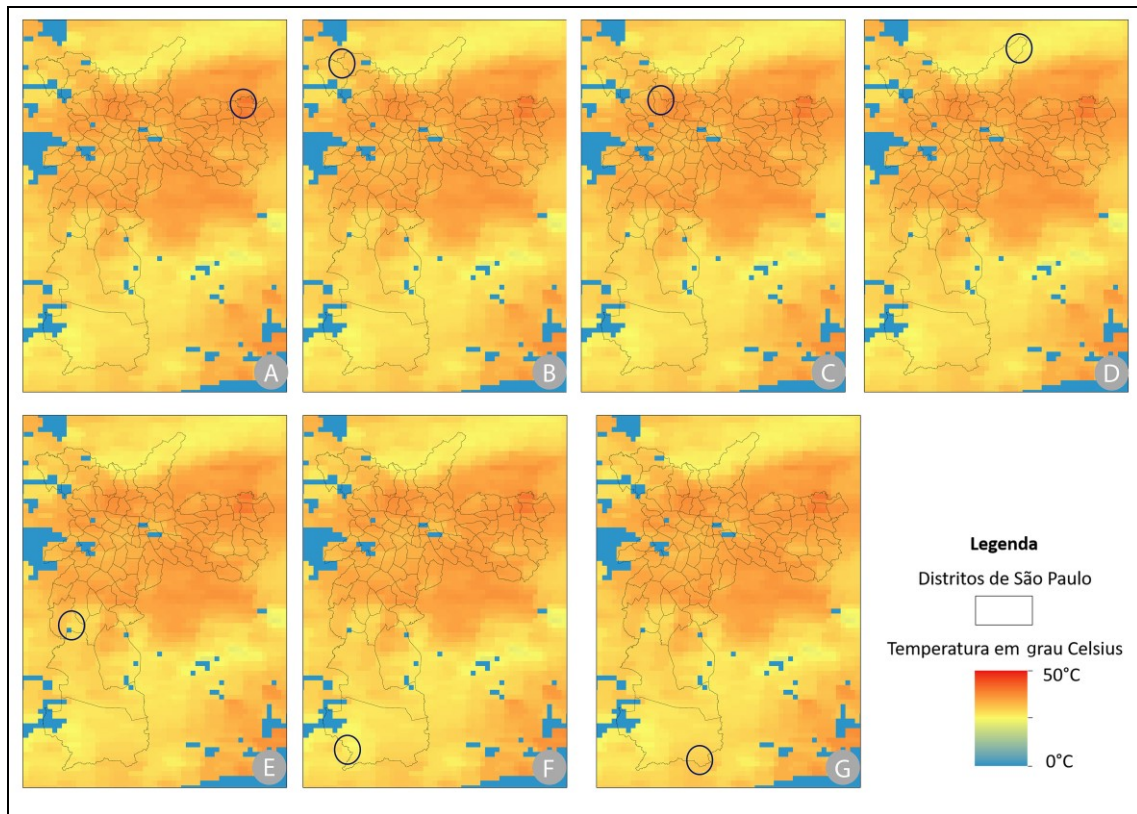 A
B
C
D
E
F
G
Legenda
Distritos de São Paulo
Temperatura em grau Celsius
50°C
0°C